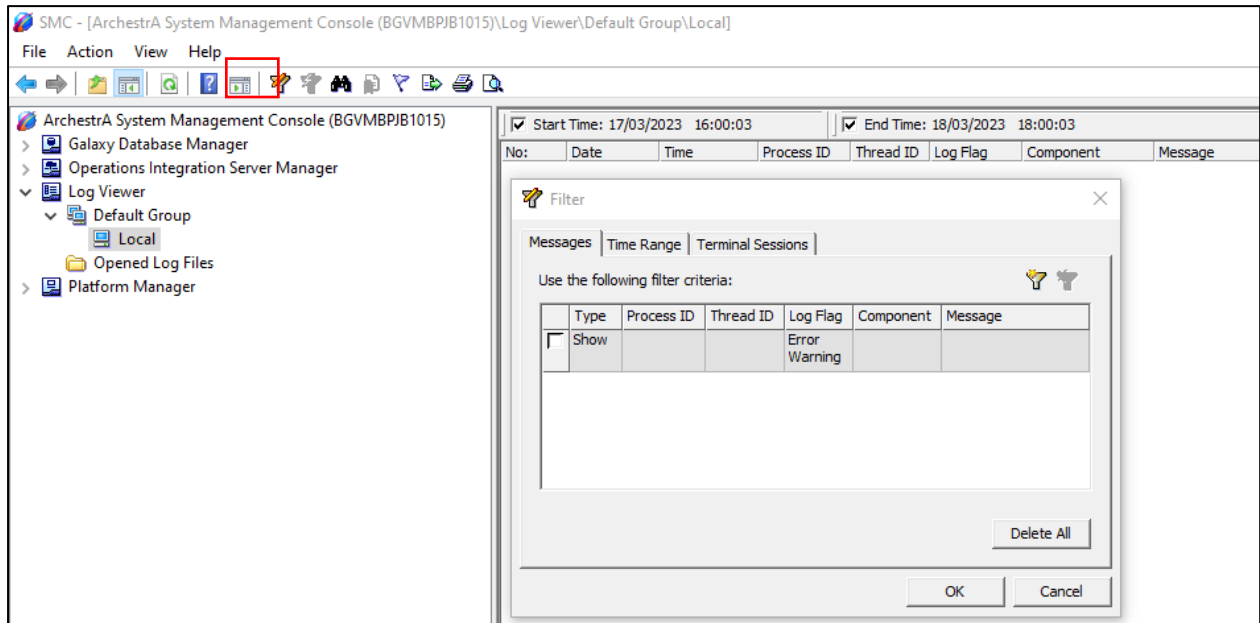 SMC - [ArchestrA System Management Console (BGVMBPJB1015)\Log Viewer\Default Group\Local]
File Action View Help
ArchestrA System Management Console (BGVMBPJB1015)
Galaxy Database Manager
Operations Integration Server Manager
Log Viewer
Default Group
Local
Opened Log Files
Platform Manager
Start Time: 17/03/2023 16:00:03 End Time: 18/03/2023 18:00:03
No: Date Time Process ID Thread ID Log Flag Component Message
Filter
Messages Time Range Terminal Sessions
Use the following filter criteria:
Type Process ID Thread ID Log Flag Component Message
Show Error
Warning
Delete All
OK Cancel